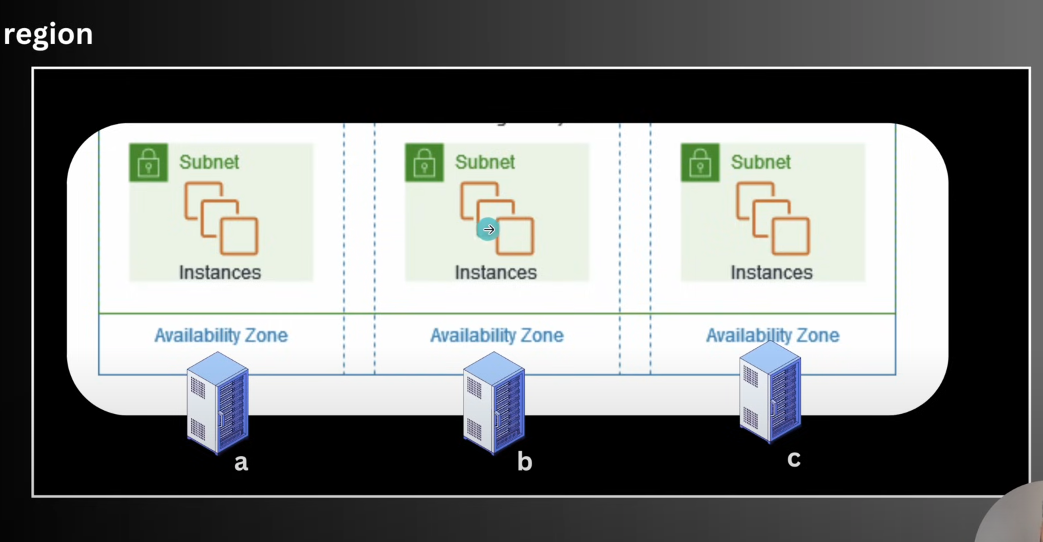 region
Subnet Subnet Subnet
Instances Instances Instances
Availability Zone Availability Zone Availability Zone
a b c